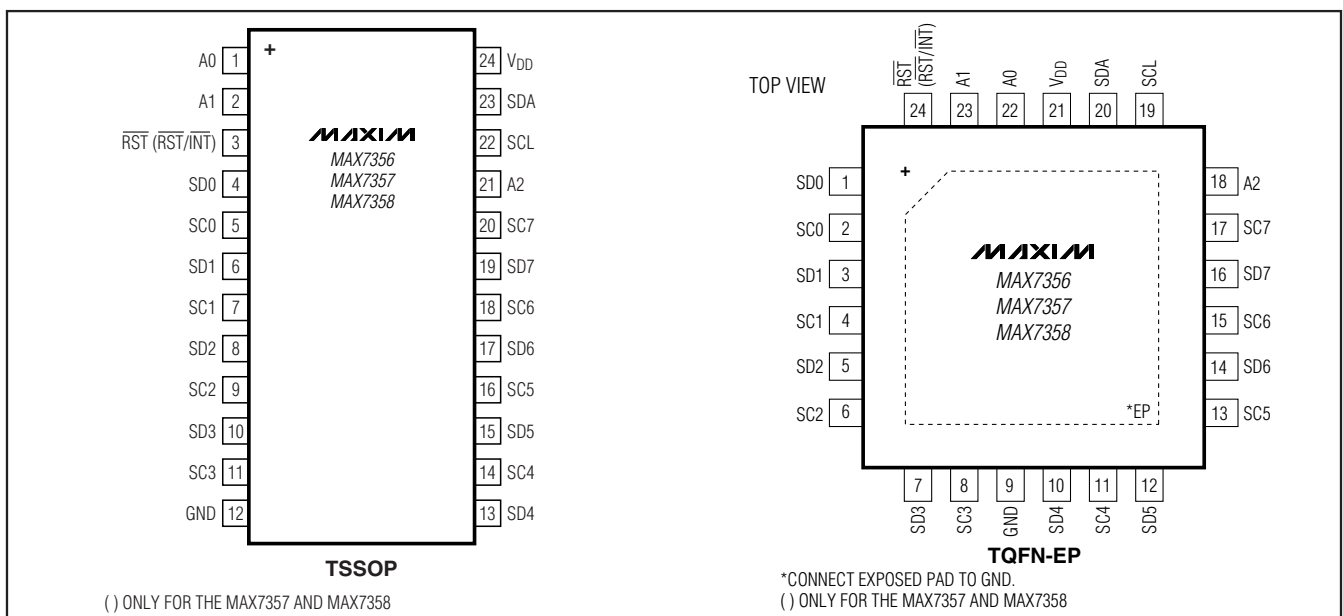 A0 1
A1 2
RST (RST/INT) 3
SD0 4
SC0 5
SD1 6
SC1 7
SD2 8
SC2 9
SD3 10
SC3 11
GND 12
+
MAXIM
MAX7356
MAX7357
MAX7358
24 VDD
23 SDA
22 SCL
21 A2
20 SC7
19 SD7
18 SC6
17 SD6
16 SC5
15 SD5
14 SC4
13 SD4
TSSOP
( ) ONLY FOR THE MAX7357 AND MAX7358
TOP VIEW
RST (RST/INT) A1 A0 VDD SDA SCL
24 23 22 21 20 19
SD0 1
SC0 2
SD1 3
SC1 4
SD2 5
SC2 6
+
MAXIM
MAX7356
MAX7357
MAX7358
*EP
18 A2
17 SC7
16 SD7
15 SC6
14 SD6
13 SC5
7 8 9 10 11 12
SD3 SC3 GND SD4 SC4 SD5
TQFN-EP
*CONNECT EXPOSED PAD TO GND.
( ) ONLY FOR THE MAX7357 AND MAX7358